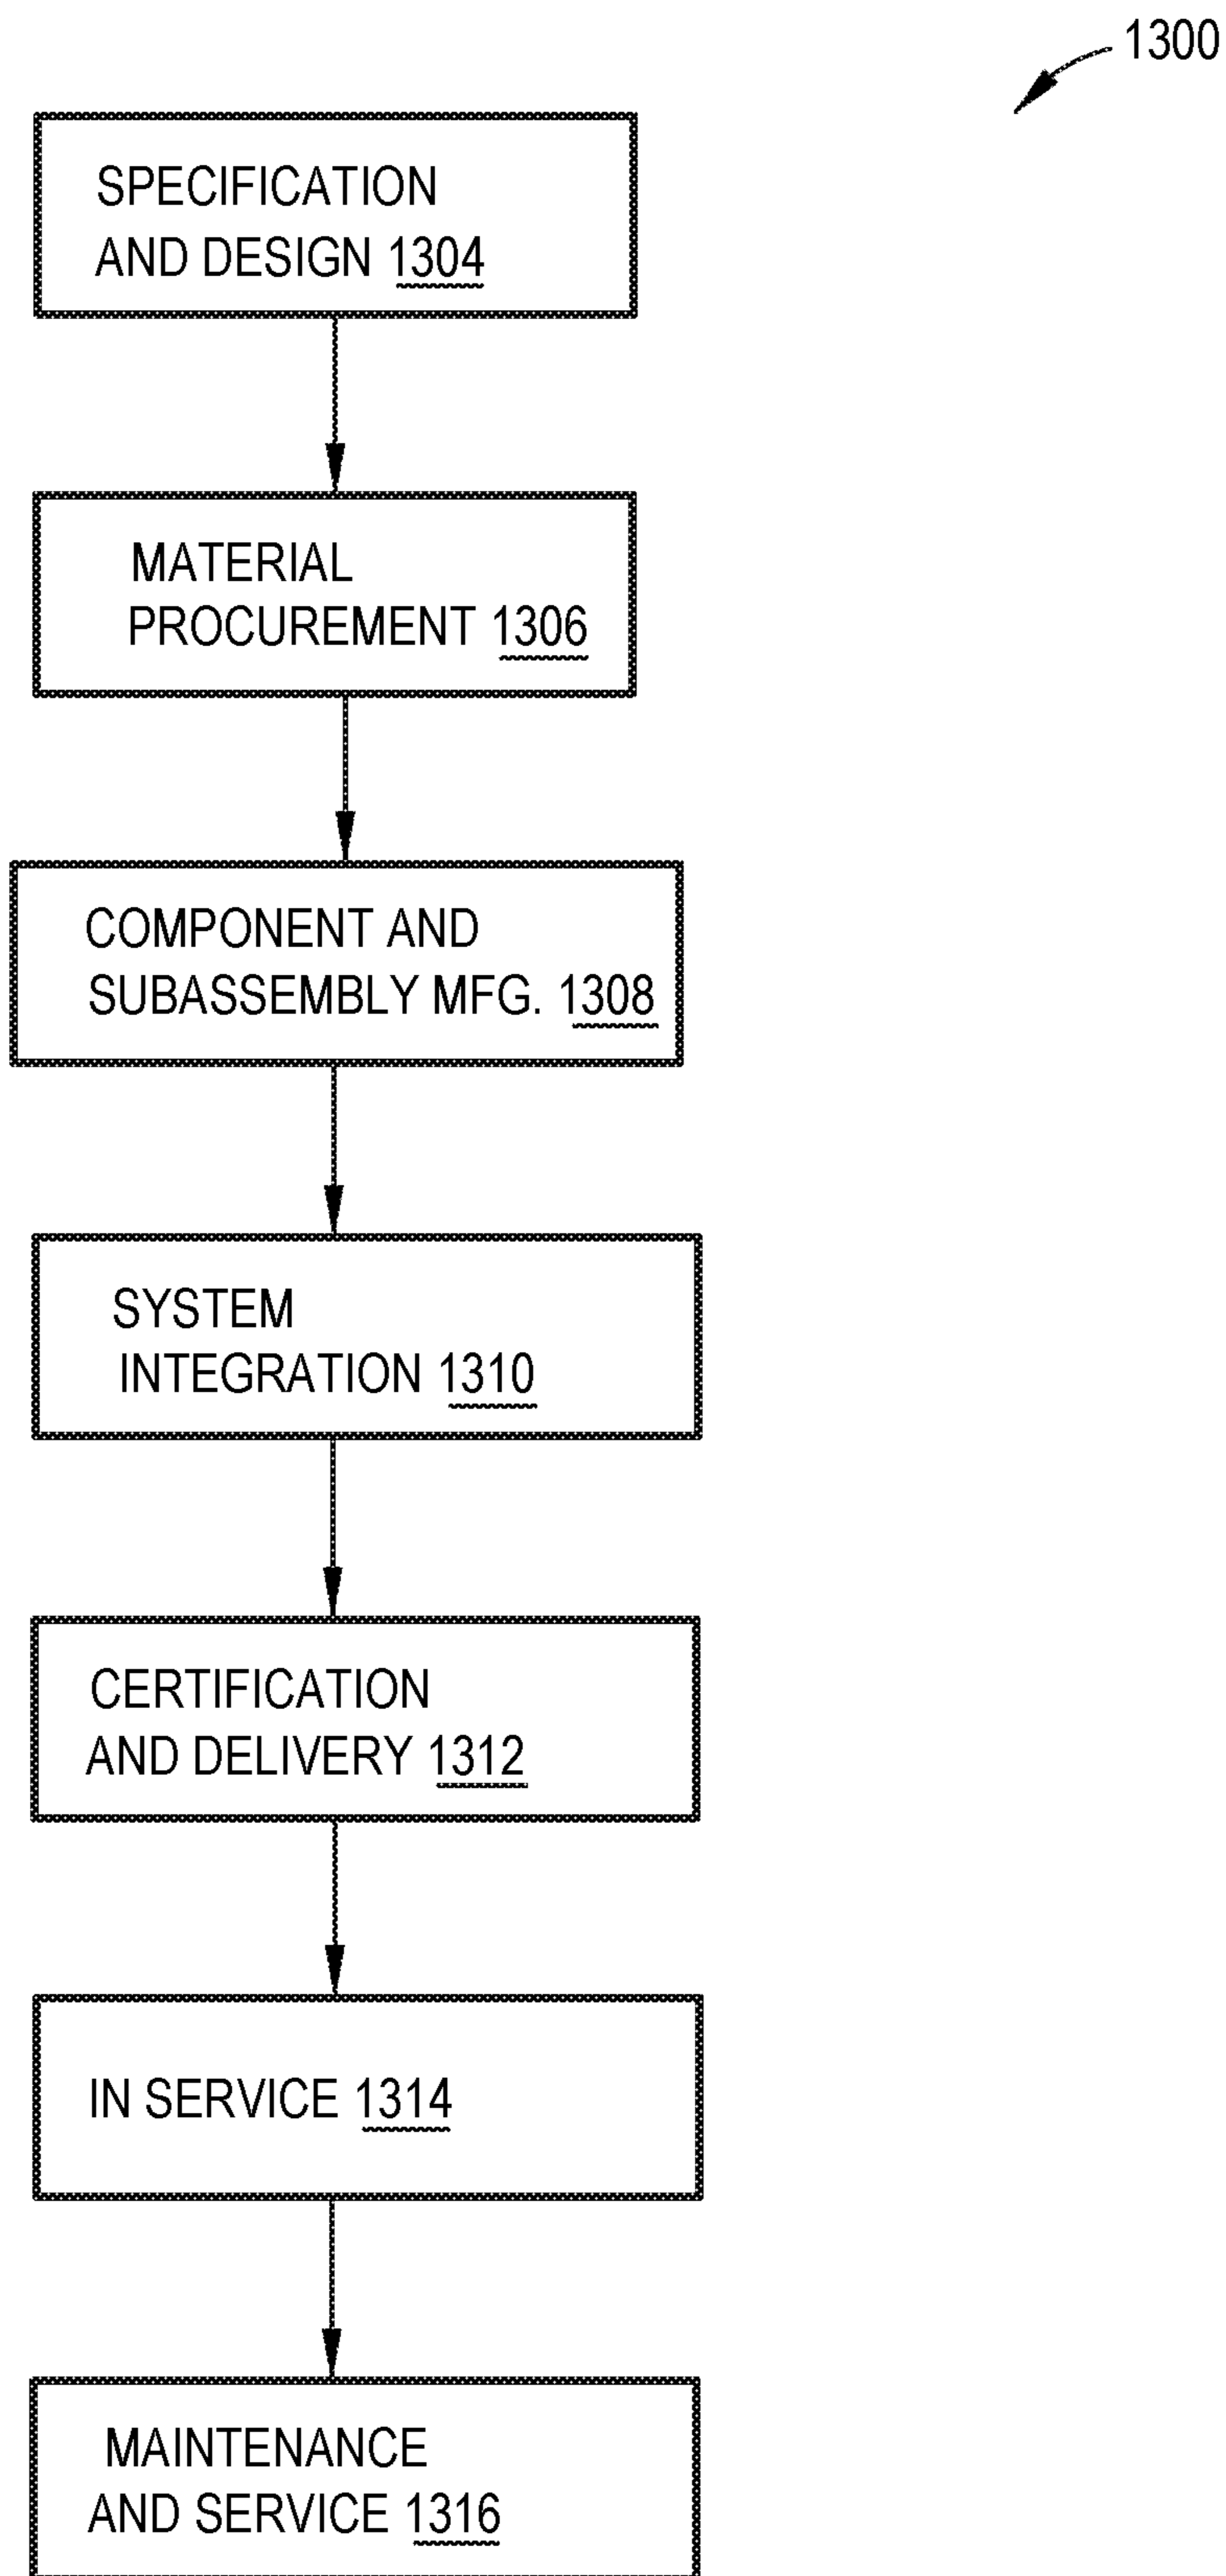 1300
SPECIFICATION
AND DESIGN 1304
MATERIAL
PROCUREMENT 1306
COMPONENT AND
SUBASSEMBLY MFG. 1308
SYSTEM
INTEGRATION 1310
CERTIFICATION
AND DELIVERY 1312
IN SERVICE 1314
MAINTENANCE
AND SERVICE 1316